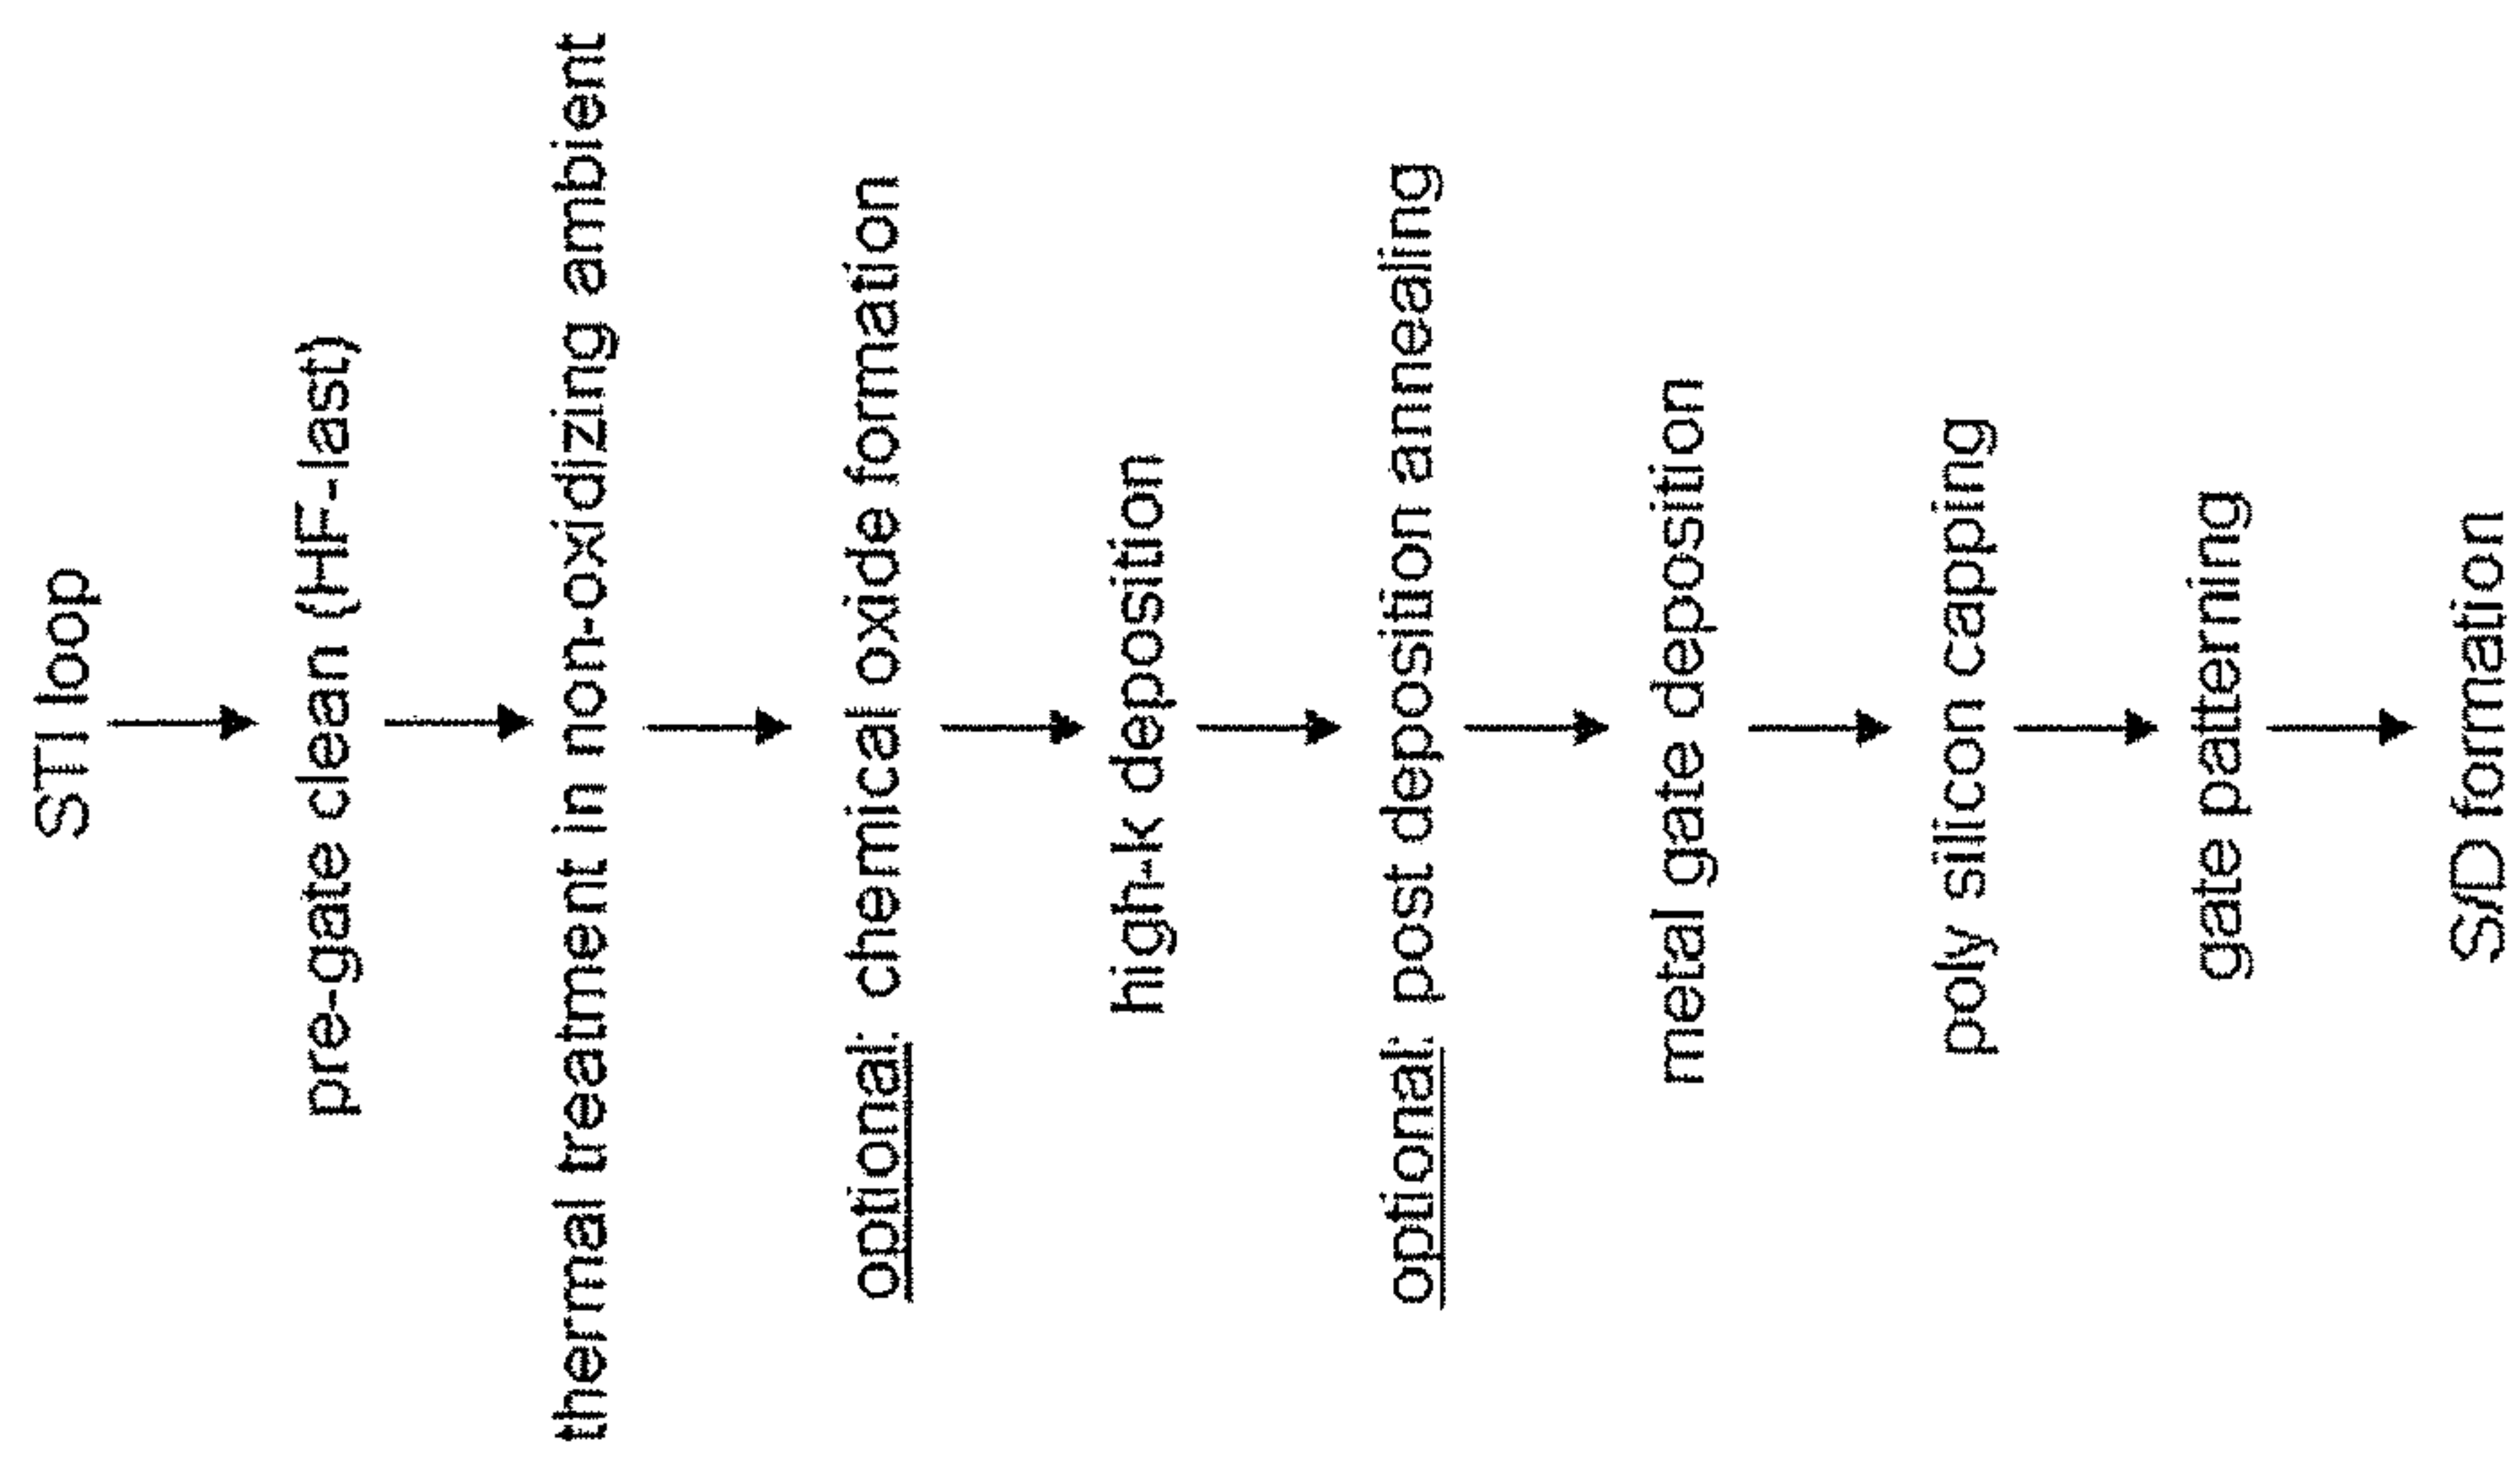 STI loop
pre-gate clean (HF-last)
thermal treatment in non-oxidizing ambient
optional: chemical oxide formation
high-k deposition
optional: post deposition annealing
metal gate deposition
poly silicon capping
gate patterning
S/D formation